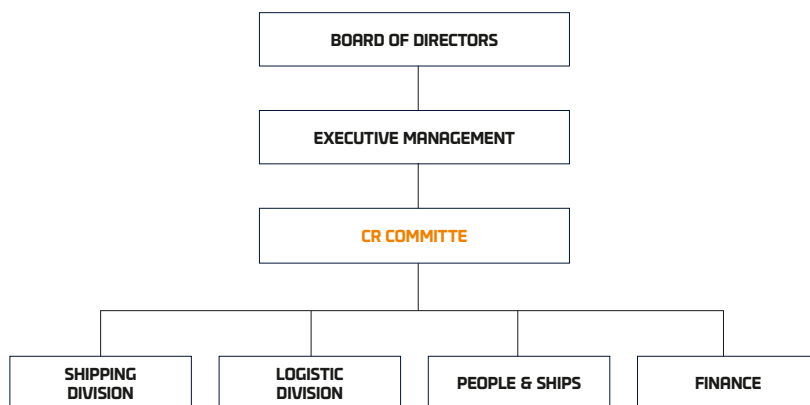 BOARD OF DIRECTORS
EXECUTIVE MANAGEMENT
CR COMMITTE
SHIPPING
DIVISION
LOGISTIC
DIVISION
PEOPLE & SHIPS
FINANCE